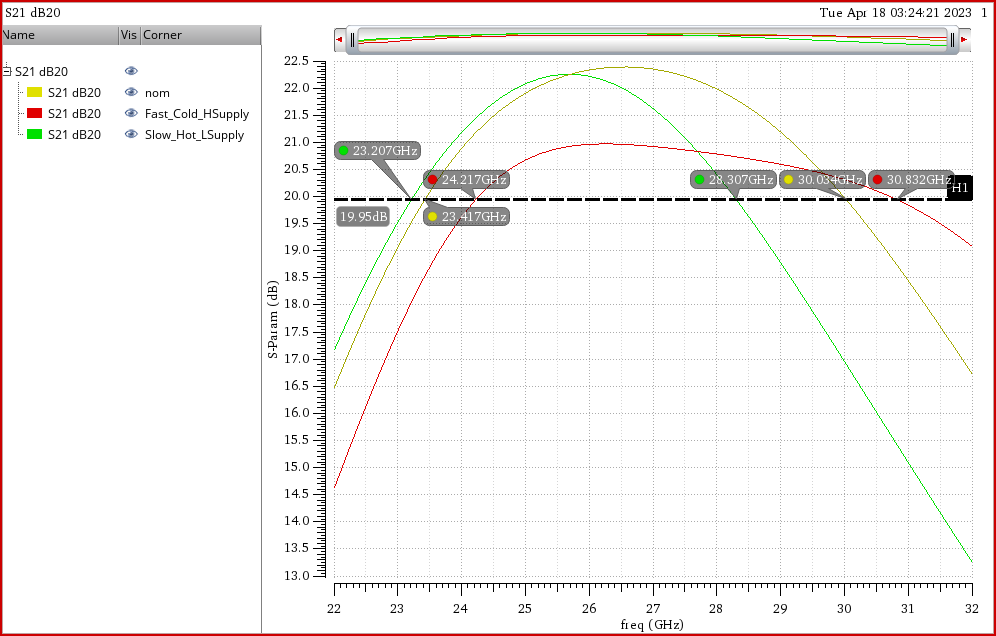 S21 dB20
Tue Apr 18 03:24:21 2023 1
Name Vis Corner
S21 dB20
S21 dB20 nom
S21 dB20 Fast_Cold_HSupply
S21 dB20 Slow_Hot_LSupply
S-Param (dB)
22.5
22.0
21.5
21.0
20.5
20.0
19.5
19.0
18.5
18.0
17.5
17.0
16.5
16.0
15.5
15.0
14.5
14.0
13.5
13.0
23.207GHz
24.217GHz
28.307GHz
30.034GHz
30.832GHz
H1
19.95dB
23.417GHz
22 23 24 25 26 27 28 29 30 31 32
freq (GHz)